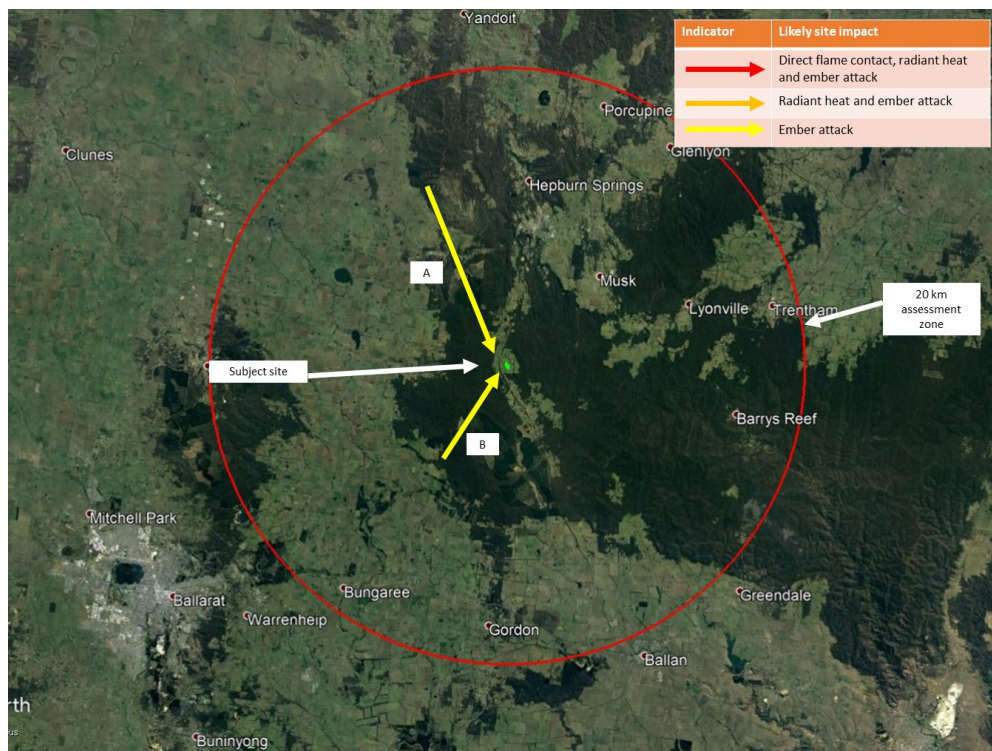 Yandoit
Indicator
Likely site impact
Direct flame contact, radiant heat
and ember attack
Radiant heat and ember attack
Ember attack
Porcupine
Clunes
Glenlyon
Hepburn Springs
A
Musk
20 km
assessment
zone
Lyonville
Trentham
Subject site
Barrys Reef
B
Mitchell Park
Bungaree
Greendale
Ballarat
Warrenheip
Gordon
Ballan
rth
us
Buninyong